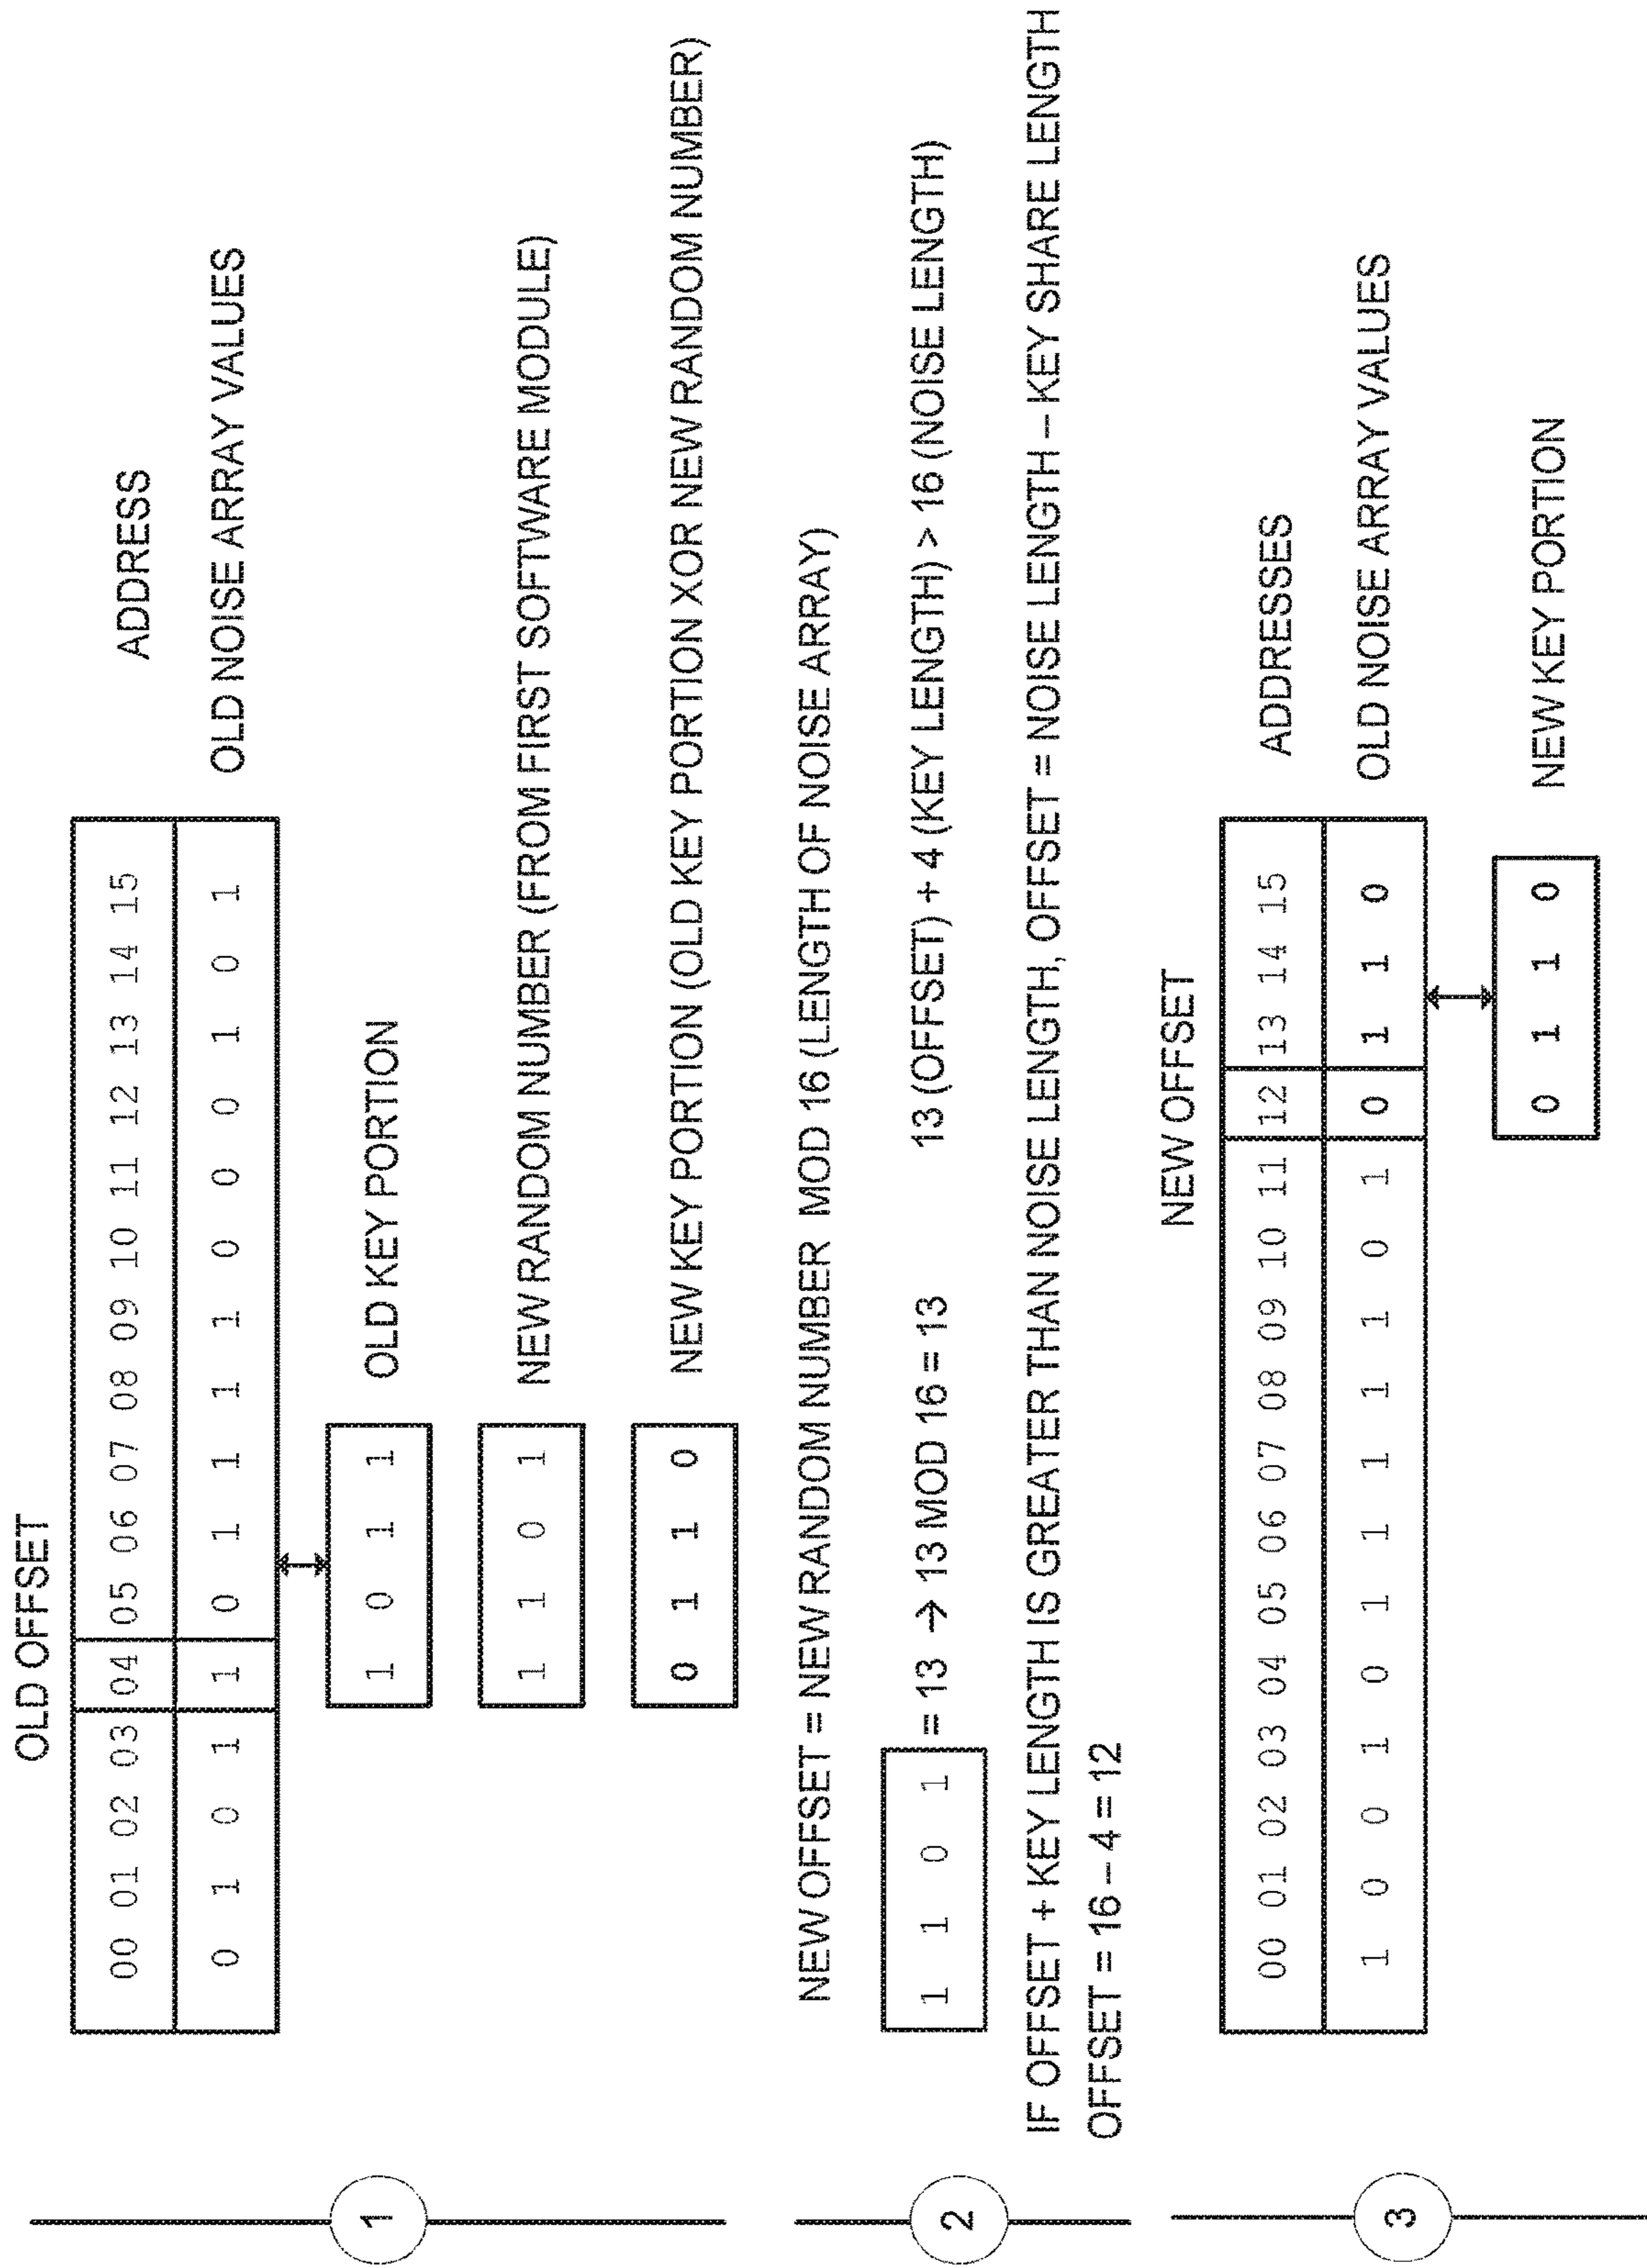 OLD OFFSET
00 01 02 03 04 05 06 07 08 09 10 11 12 13 14 15 ADDRESS
0 1 0 1 1 0 1 1 1 1 0 0 0 1 0 1 OLD NOISE ARRAY VALUES
1 0 1 1 OLD KEY PORTION
1 1 0 1 NEW RANDOM NUMBER (FROM FIRST SOFTWARE MODULE)
0 1 1 0 NEW KEY PORTION (OLD KEY PORTION XOR NEW RANDOM NUMBER)
1
NEW OFFSET = NEW RANDOM NUMBER MOD 16 (LENGTH OF NOISE ARRAY)
1 1 0 1 = 13 → 13 MOD 16 = 13 13 (OFFSET) + 4 (KEY LENGTH) > 16 (NOISE LENGTH)
2
IF OFFSET + KEY LENGTH IS GREATER THAN NOISE LENGTH, OFFSET = NOISE LENGTH – KEY SHARE LENGTH
OFFSET = 16 – 4 = 12
NEW OFFSET
00 01 02 03 04 05 06 07 08 09 10 11 12 13 14 15 ADDRESSES
1 0 0 1 0 1 1 1 1 1 0 1 0 1 1 0 OLD NOISE ARRAY VALUES
3
0 1 1 0 NEW KEY PORTION